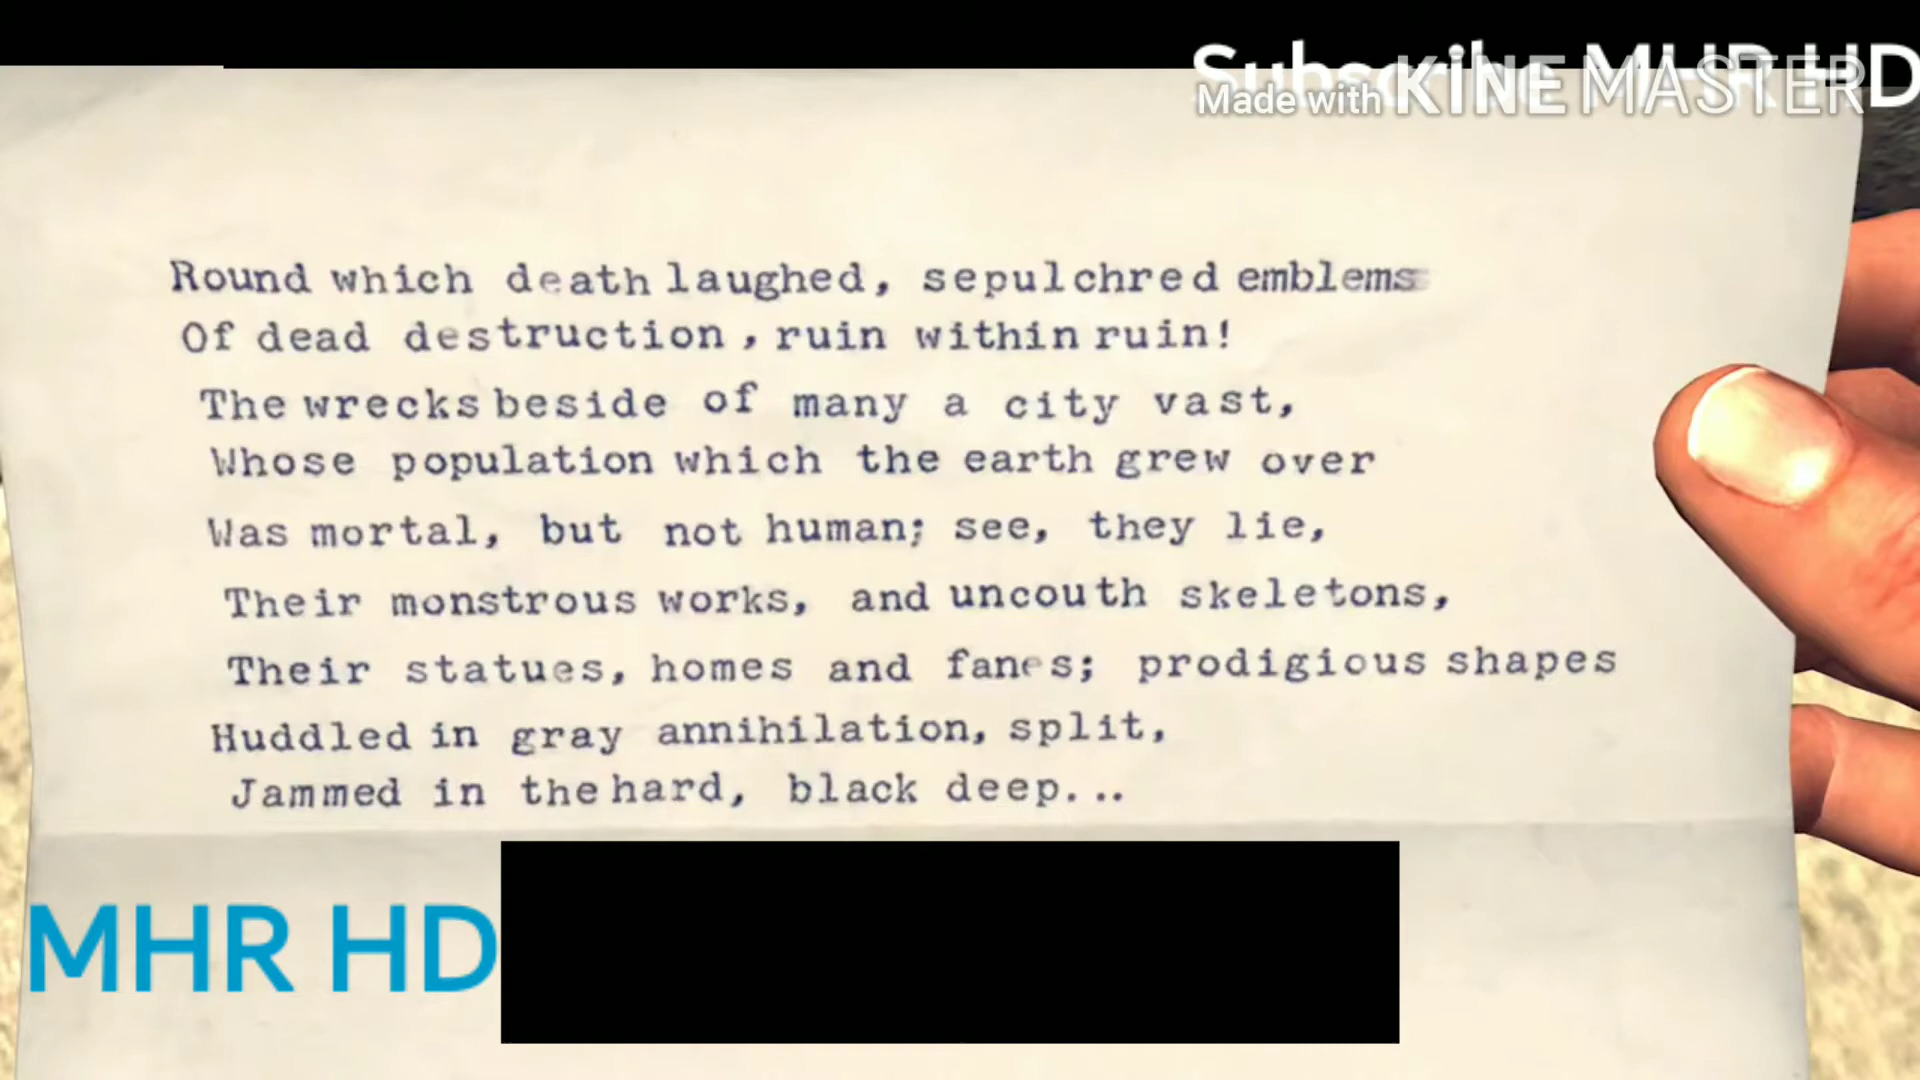 Subscribe MHR HD
Made with KINEMASTER
Round which death laughed, sepulchred emblems
Of dead destruction, ruin within ruin!
The wrecks beside of many a city vast,
Whose population which the earth grew over
Was mortal, but not human; see, they lie,
Their monstrous works, and uncouth skeletons,
Their statues, homes and fanes; prodigious shapes
Huddled in gray annihilation, split,
Jammed in the hard, black deep...
MHR HD